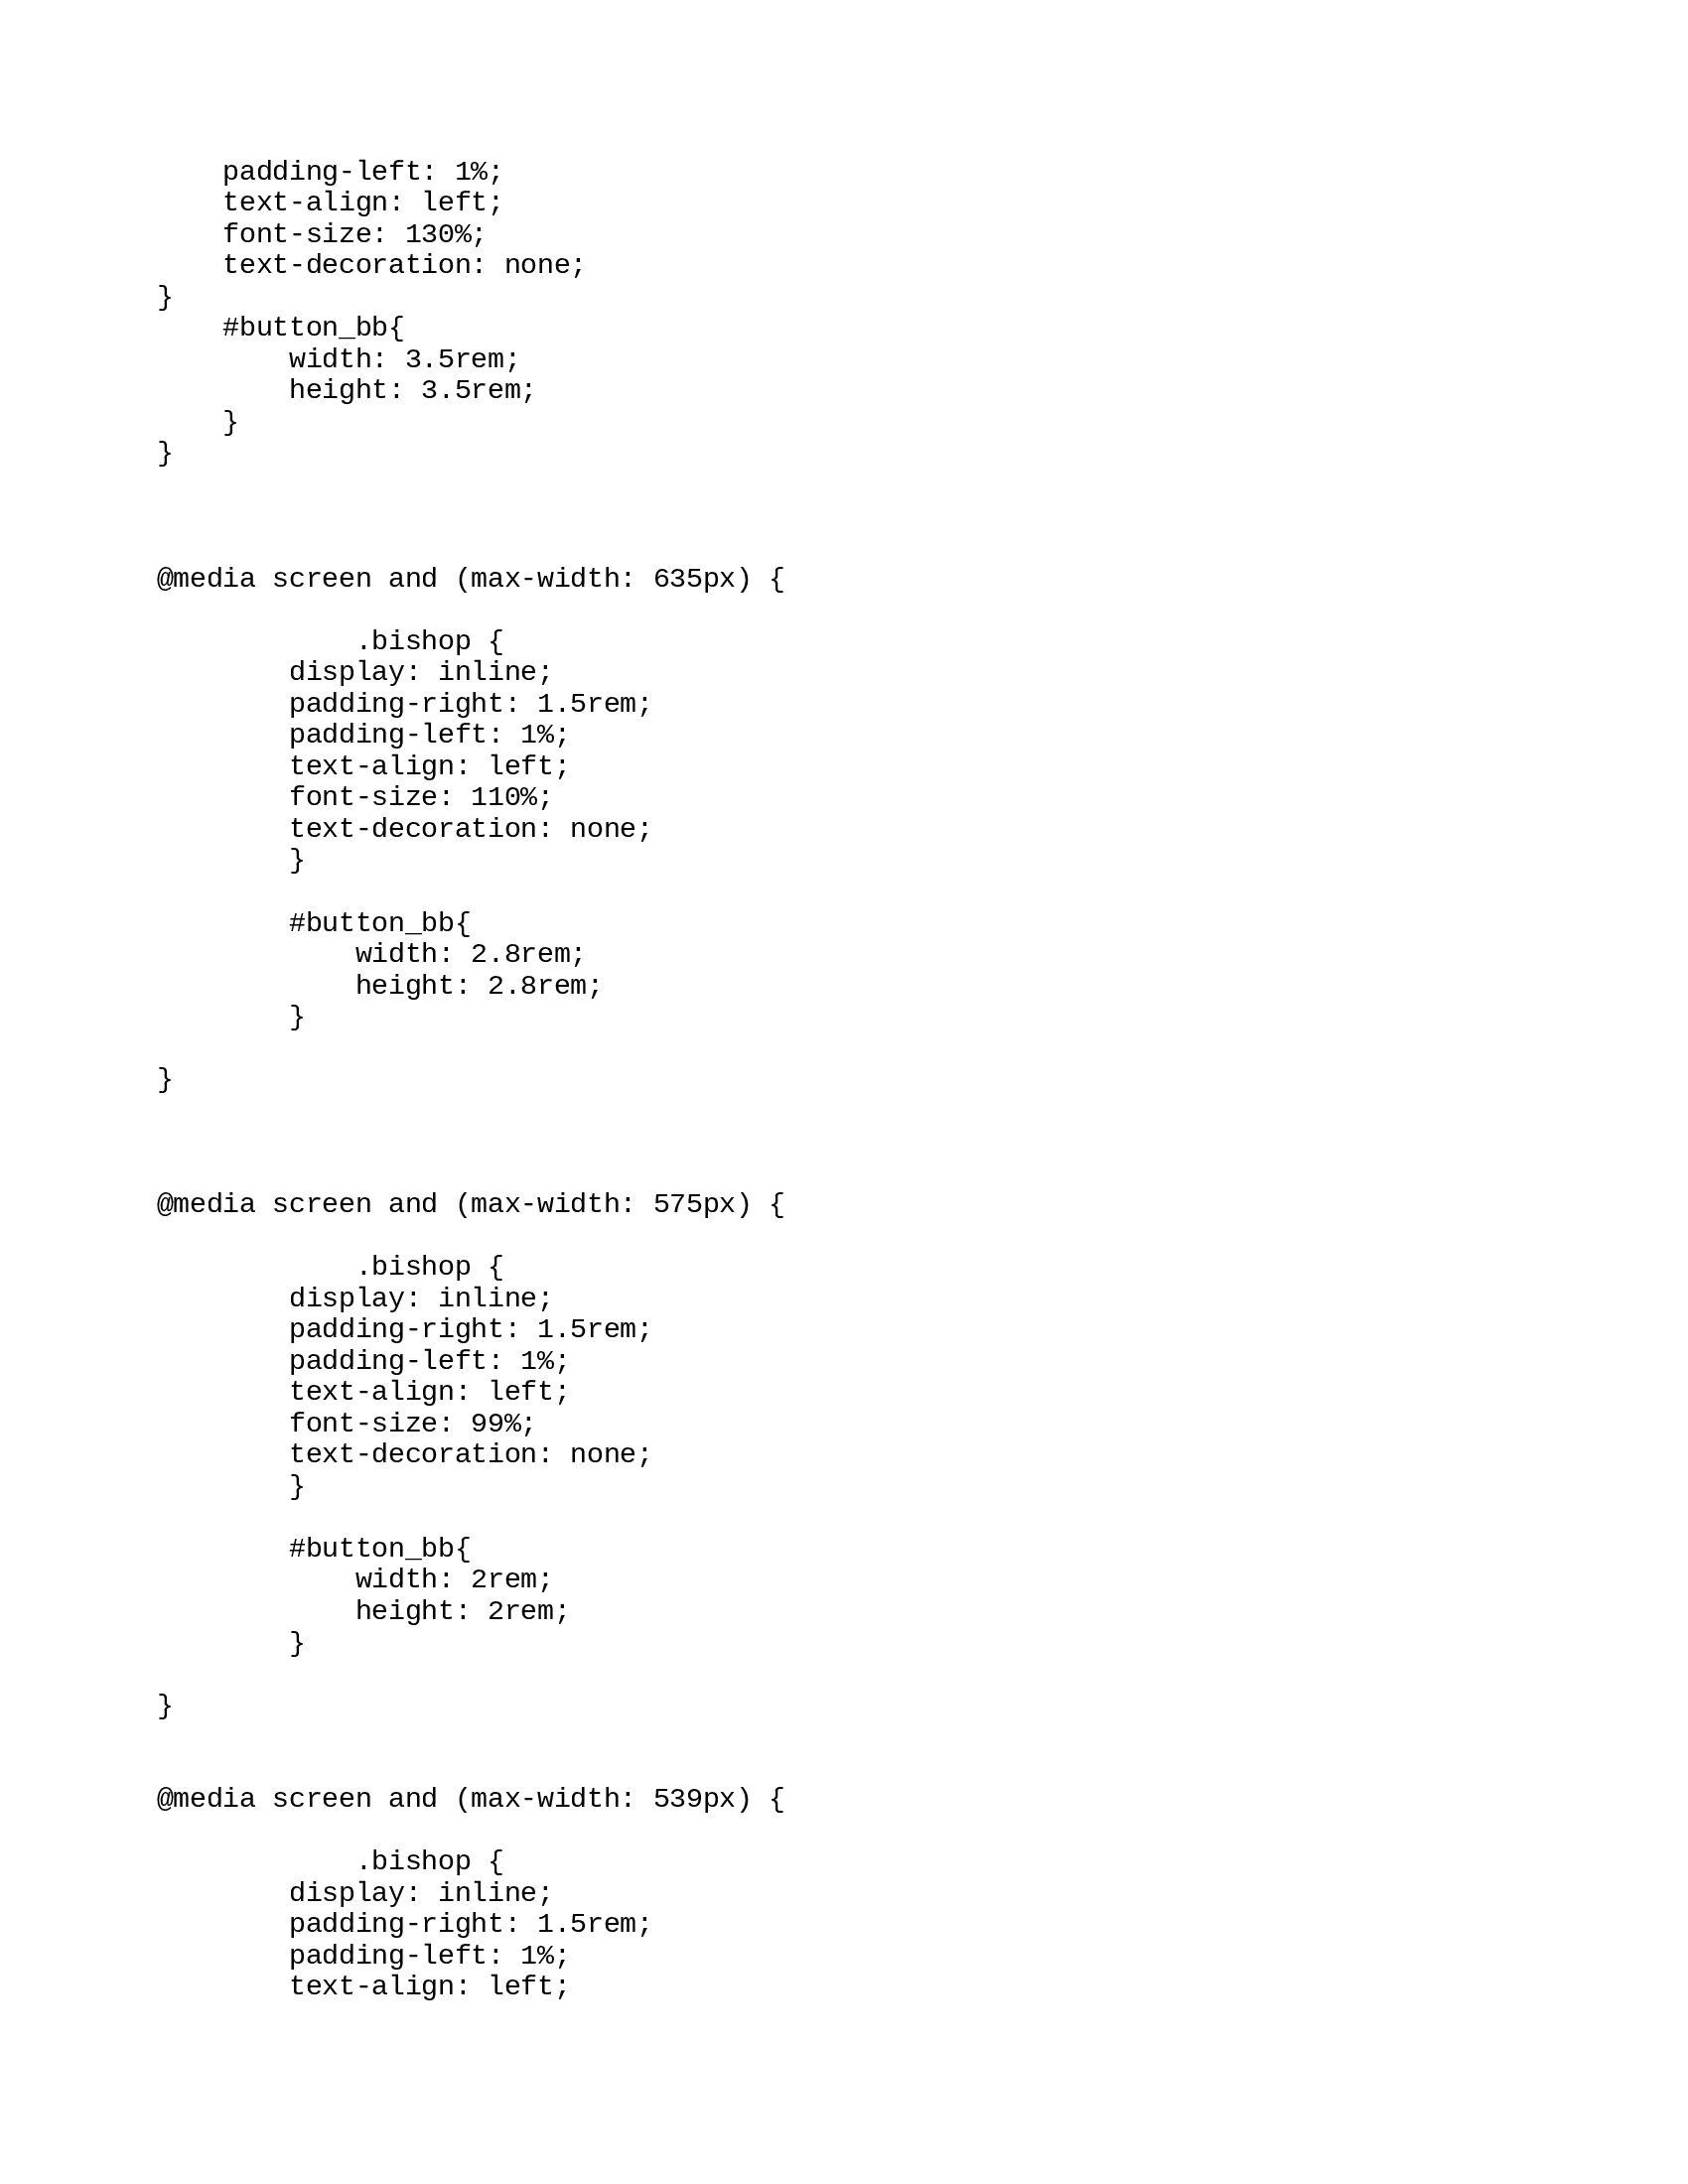 padding-left: 1%;
    text-align: left;
    font-size: 130%;
    text-decoration: none;
}
    #button_bb{
        width: 3.5rem;
        height: 3.5rem;
    }
}
@media screen and (max-width: 635px) {
            .bishop {
        display: inline;
        padding-right: 1.5rem;
        padding-left: 1%;
        text-align: left;
        font-size: 110%;
        text-decoration: none;
        }
        #button_bb{
            width: 2.8rem;
            height: 2.8rem;
        }
}
@media screen and (max-width: 575px) {
            .bishop {
        display: inline;
        padding-right: 1.5rem;
        padding-left: 1%;
        text-align: left;
        font-size: 99%;
        text-decoration: none;
        }
        #button_bb{
            width: 2rem;
            height: 2rem;
        }
}
@media screen and (max-width: 539px) {
            .bishop {
        display: inline;
        padding-right: 1.5rem;
        padding-left: 1%;
        text-align: left;